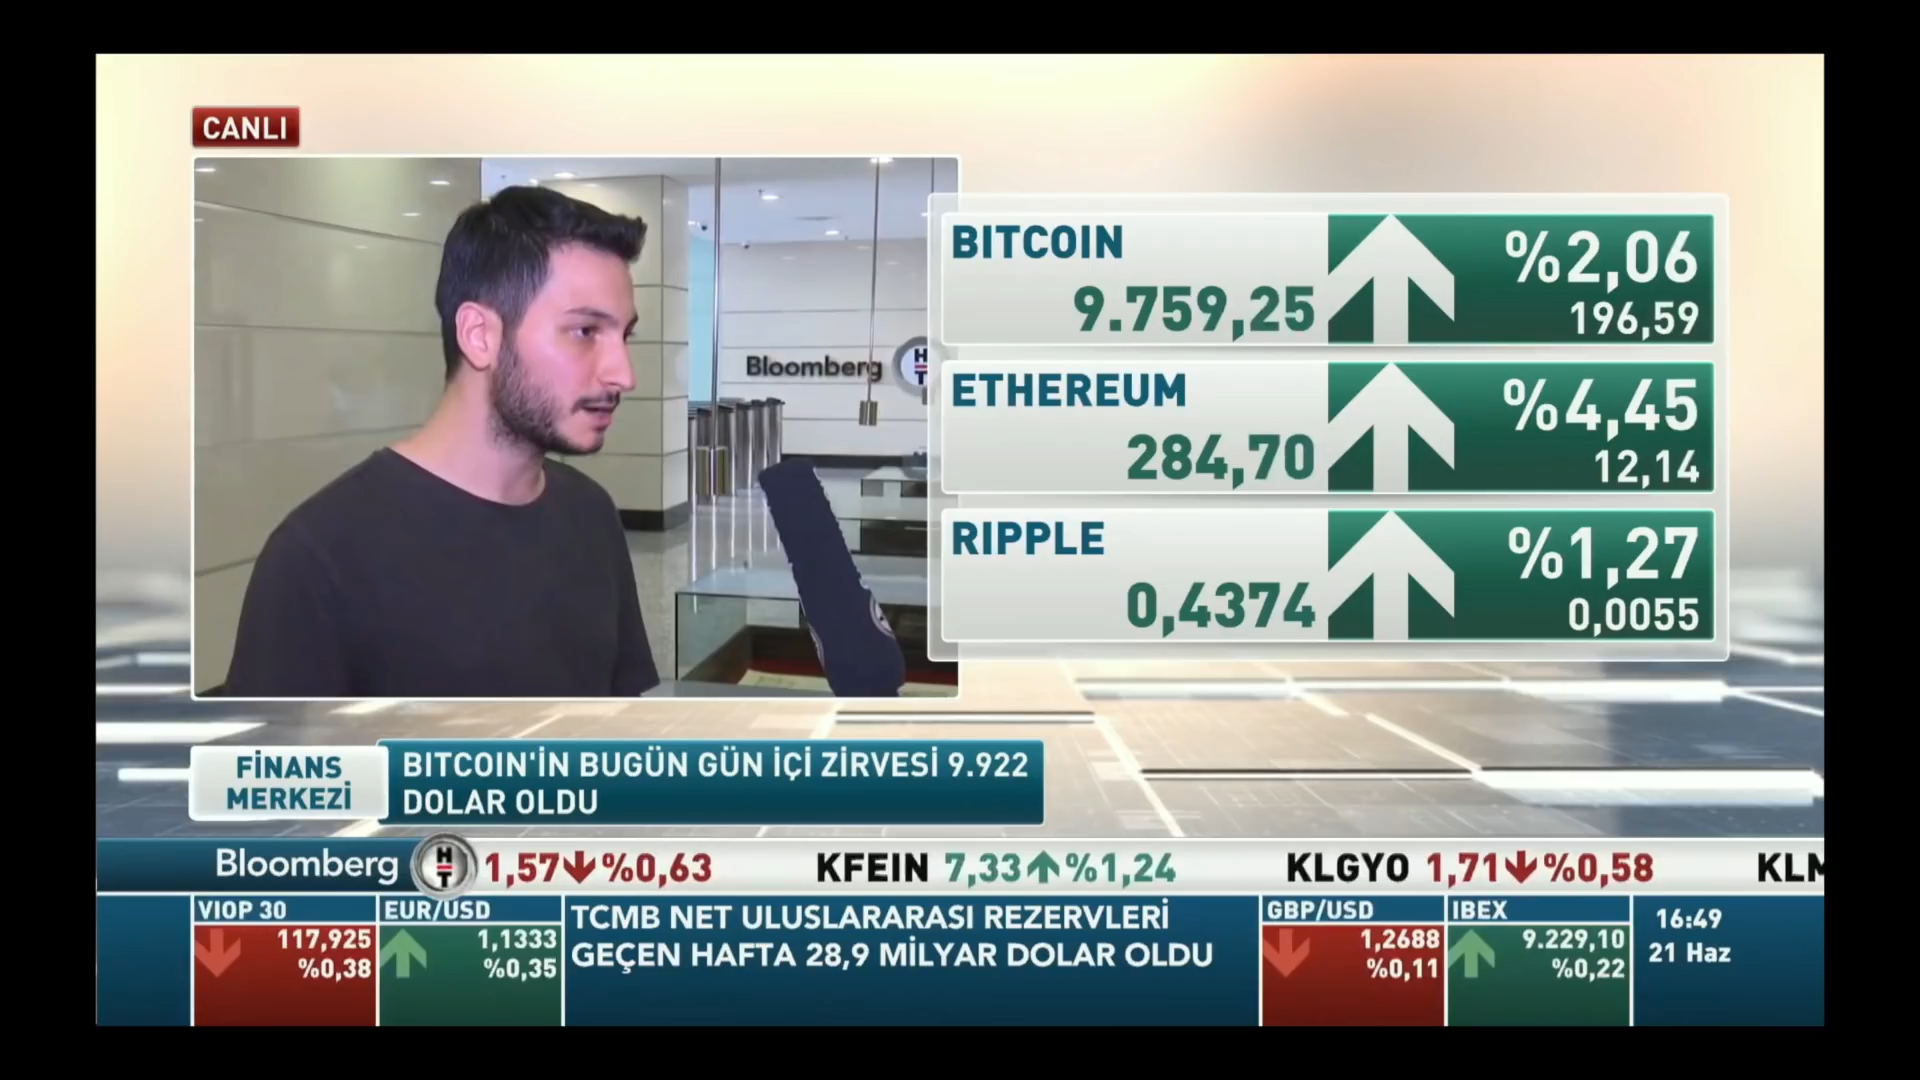 CANLI
Bloomberg HT
BITCOIN
9.759,25
%2,06
196,59
ETHEREUM
284,70
%4,45
12,14
RIPPLE
0,4374
%1,27
0,0055
FİNANS
MERKEZİ
BITCOIN'İN BUGÜN GÜN İÇİ ZİRVESİ 9.922
DOLAR OLDU
Bloomberg HT 1,57 %0,63 KFEIN 7,33 %1,24 KLGYO 1,71 %0,58 KLM
VIOP 30
117,925
%0,38
EUR/USD
1,1333
%0,35
TCMB NET ULUSLARARASI REZERVLERİ
GEÇEN HAFTA 28,9 MİLYAR DOLAR OLDU
GBP/USD
1,2688
%0,11
IBEX
9.229,10
%0,22
16:49
21 Haz